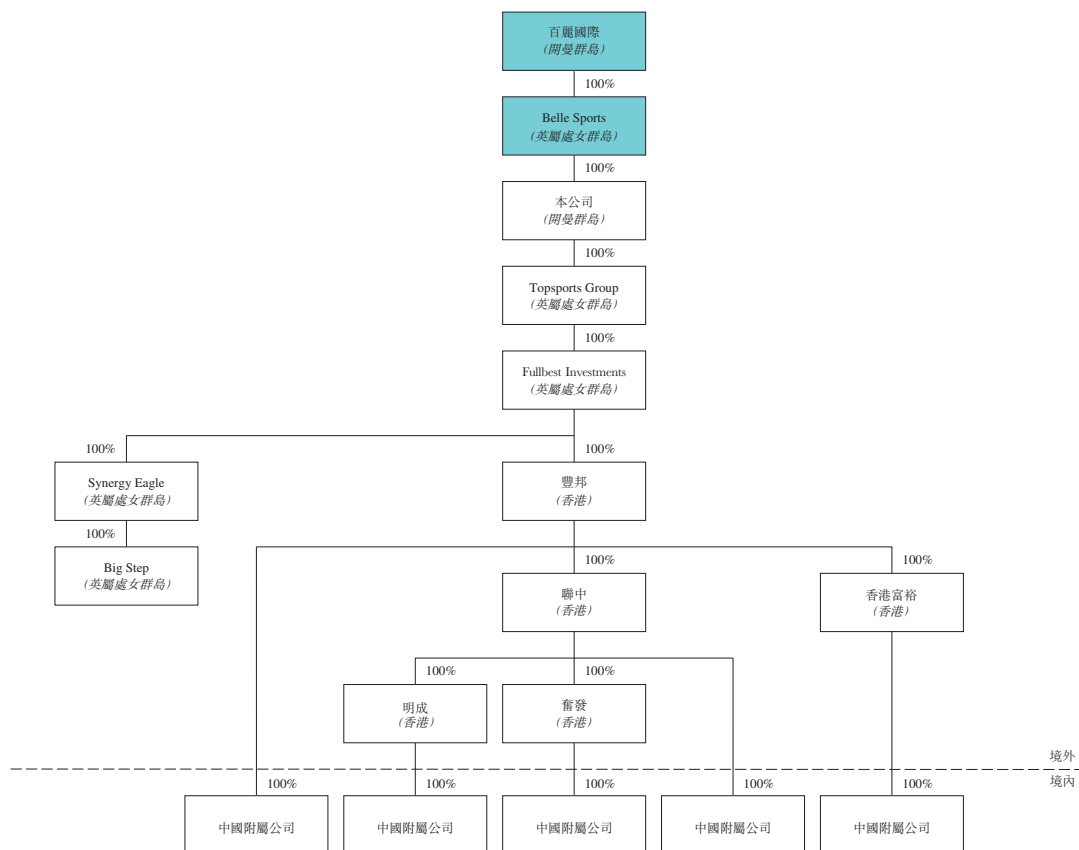 百麗國際
(開曼群島)
100%
Belle Sports
(英屬處女群島)
100%
本公司
(開曼群島)
100%
Topsports Group
(英屬處女群島)
100%
Fullbest Investments
(英屬處女群島)
100%
100%
Synergy Eagle
(英屬處女群島)
豐邦
(香港)
100%
100%
100%
Big Step
(英屬處女群島)
聯中
(香港)
香港富裕
(香港)
100%
100%
明成
(香港)
奮發
(香港)
境外
境內
100%
100%
100%
100%
100%
中國附屬公司
中國附屬公司
中國附屬公司
中國附屬公司
中國附屬公司